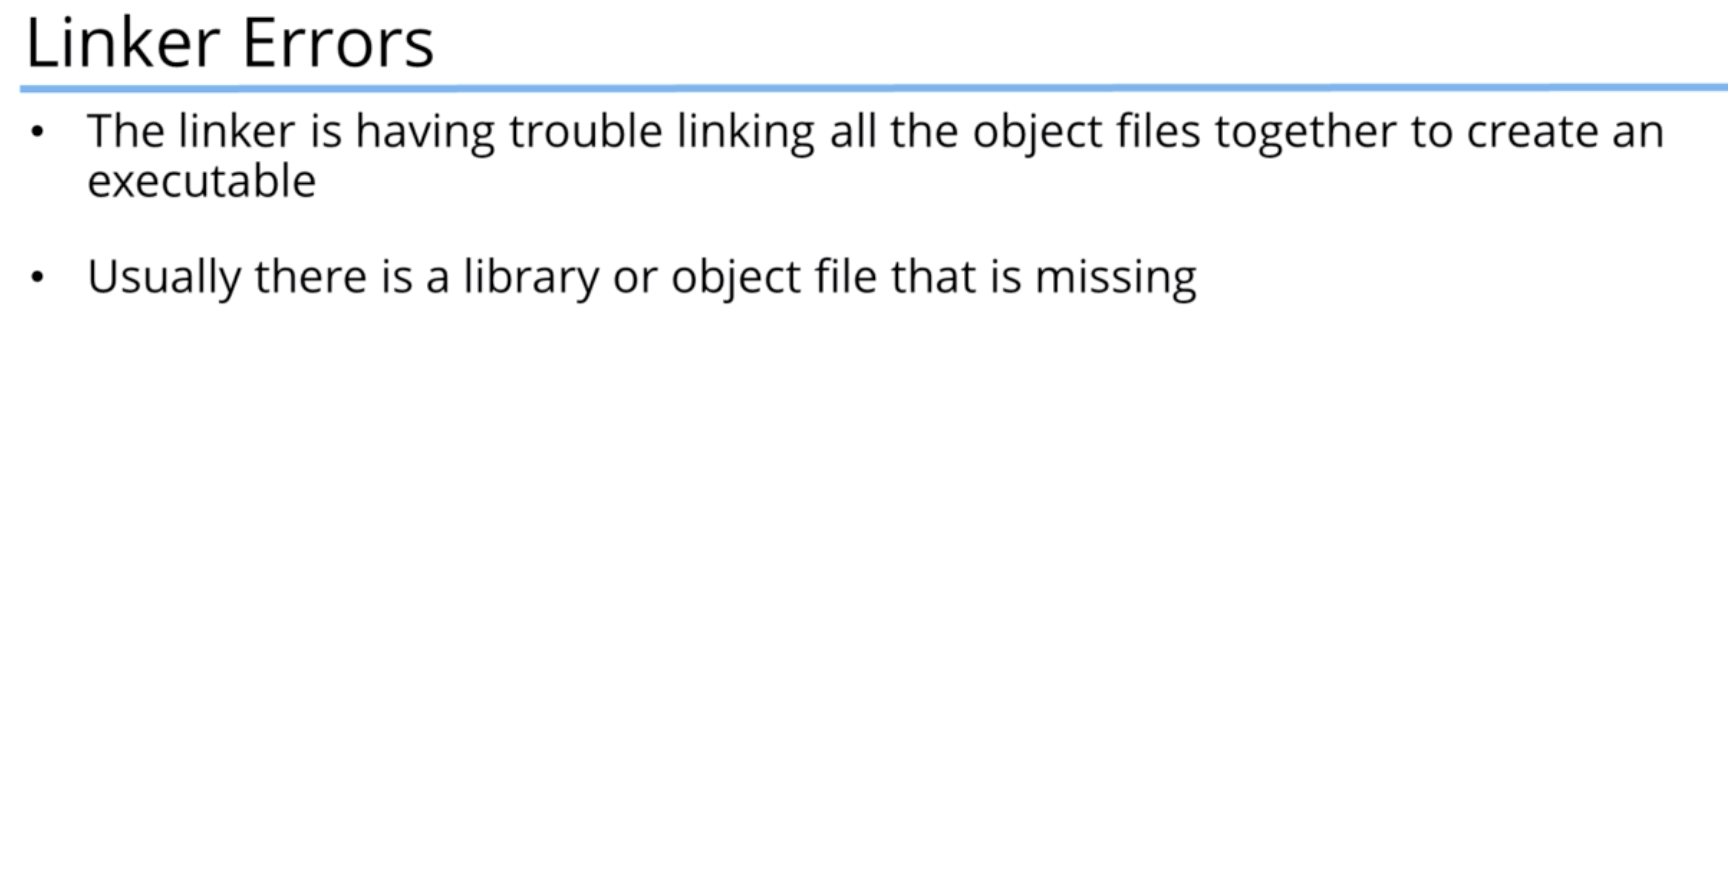 Linker Errors
• The linker is having trouble linking all the object files together to create an
executable
• Usually there is a library or object file that is missing